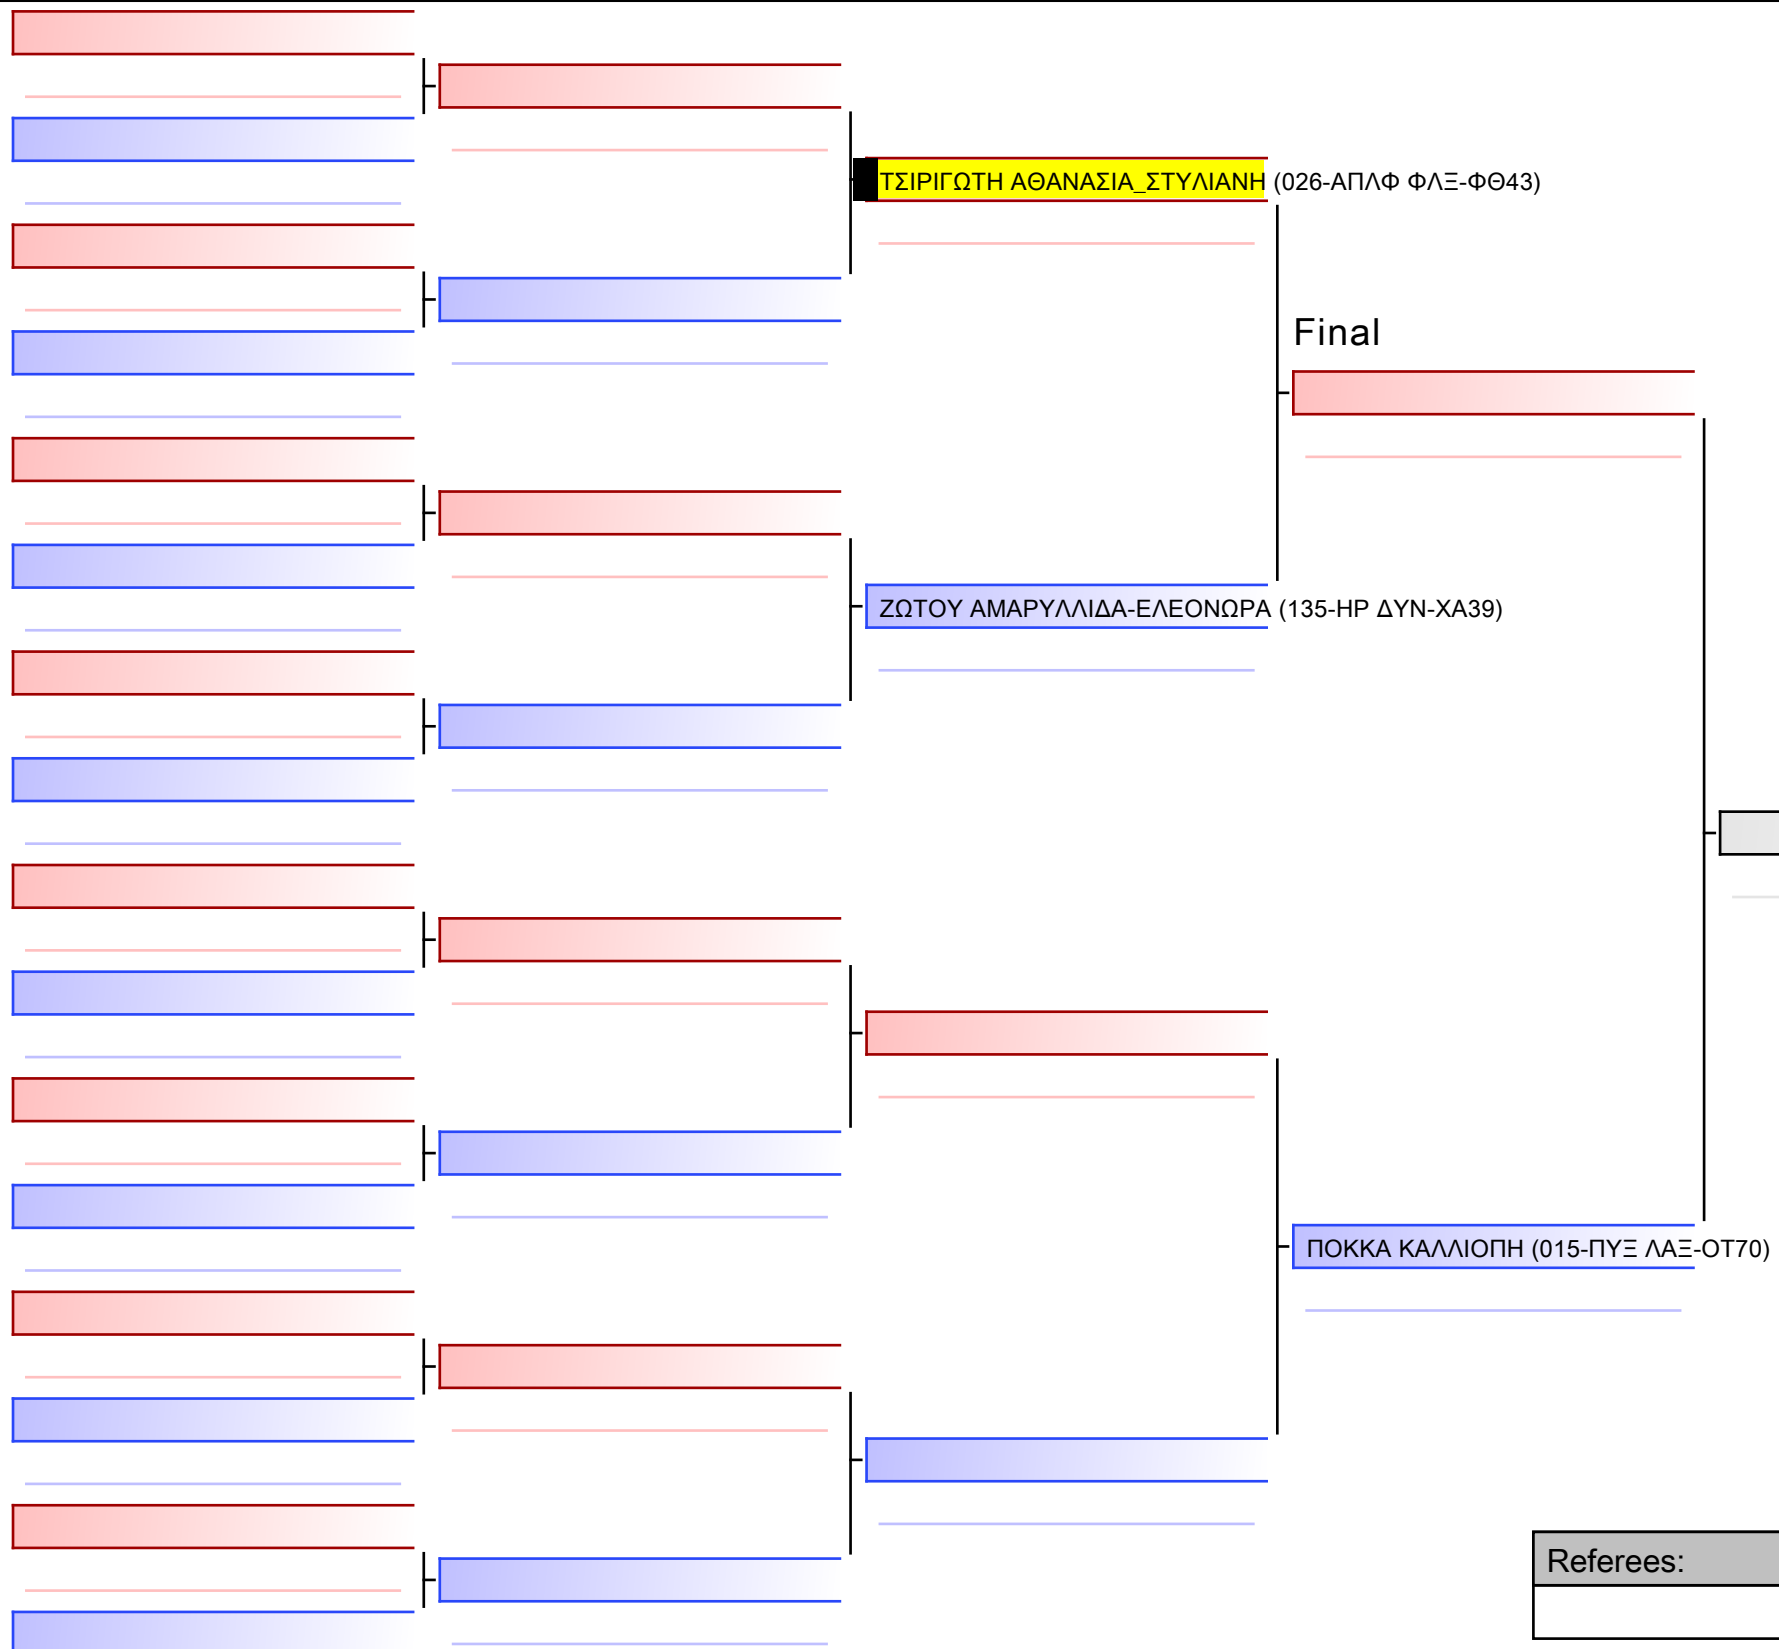 ΤΣΙΡΙΓΩΤΗ ΑΘΑΝΑΣΙΑ_ΣΤΥΛΙΑΝΗ (026-ΑΠΛΦ ΦΛΞ-ΦΘ43)
Final
ΖΩΤΟΥ ΑΜΑΡΥΛΛΙΔΑ-ΕΛΕΟΝΩΡΑ (135-ΗΡ ΔΥΝ-ΧΑ39)
ΠΟΚΚΑ ΚΑΛΛΙΟΠΗ (015-ΠΥΞ ΛΑΞ-ΟΤ70)
Referees: